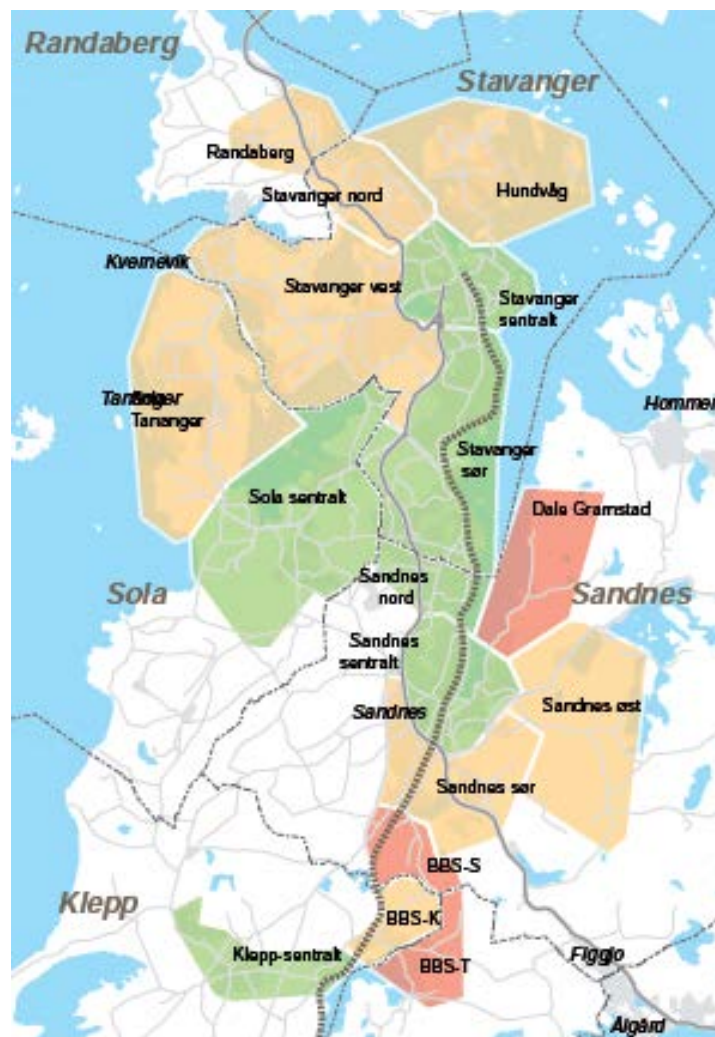 Randaberg
Stavanger
Randaberg
Stavanger nord
Hundvåg
Kvernevik
Stavanger vest
Stavanger
sentralt
Tananger
Tananger
Hommer
Stavanger
sør
Sola sentralt
Dale Gramstad
Sandnes
nord
Sola
Sandnes
Sandnes
sentralt
Sandnes
Sandnes øst
Sandnes sør
BBS-S
Klepp
BBS-K
Klepp-sentralt
BBS-T
Figgjo
Ålgård